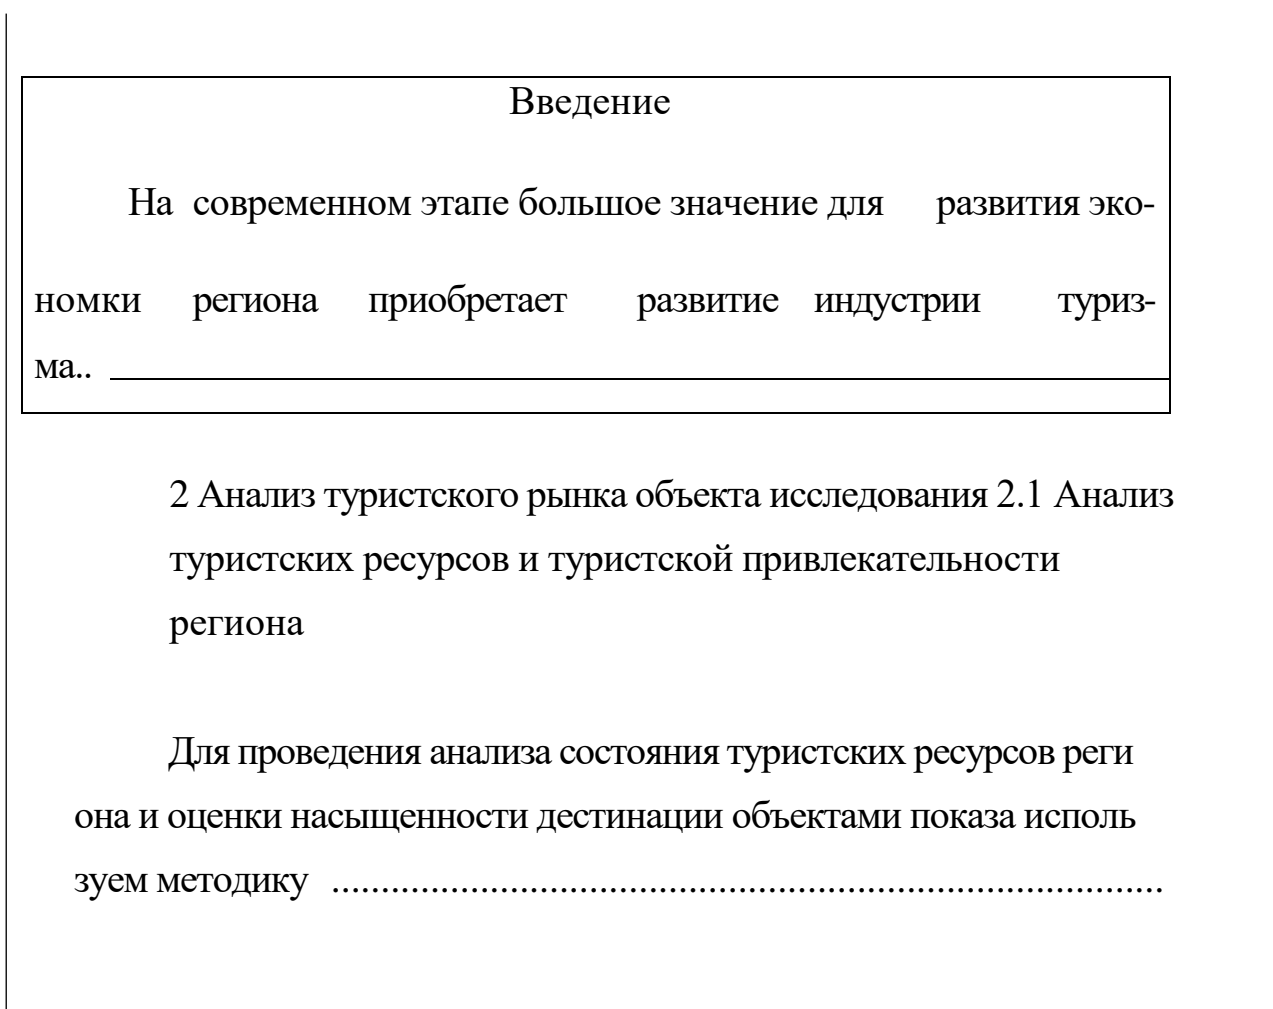 Введение
На современном этапе большое значение для развития эко-
номки региона приобретает развитие индустрии туриз-
ма.. 
2 Анализ туристского рынка объекта исследования 2.1 Анализ
туристских ресурсов и туристской привлекательности
региона
Для проведения анализа состояния туристских ресурсов реги
она и оценки насыщенности дестинации объектами показа исполь
зуем методику ...................................................................................